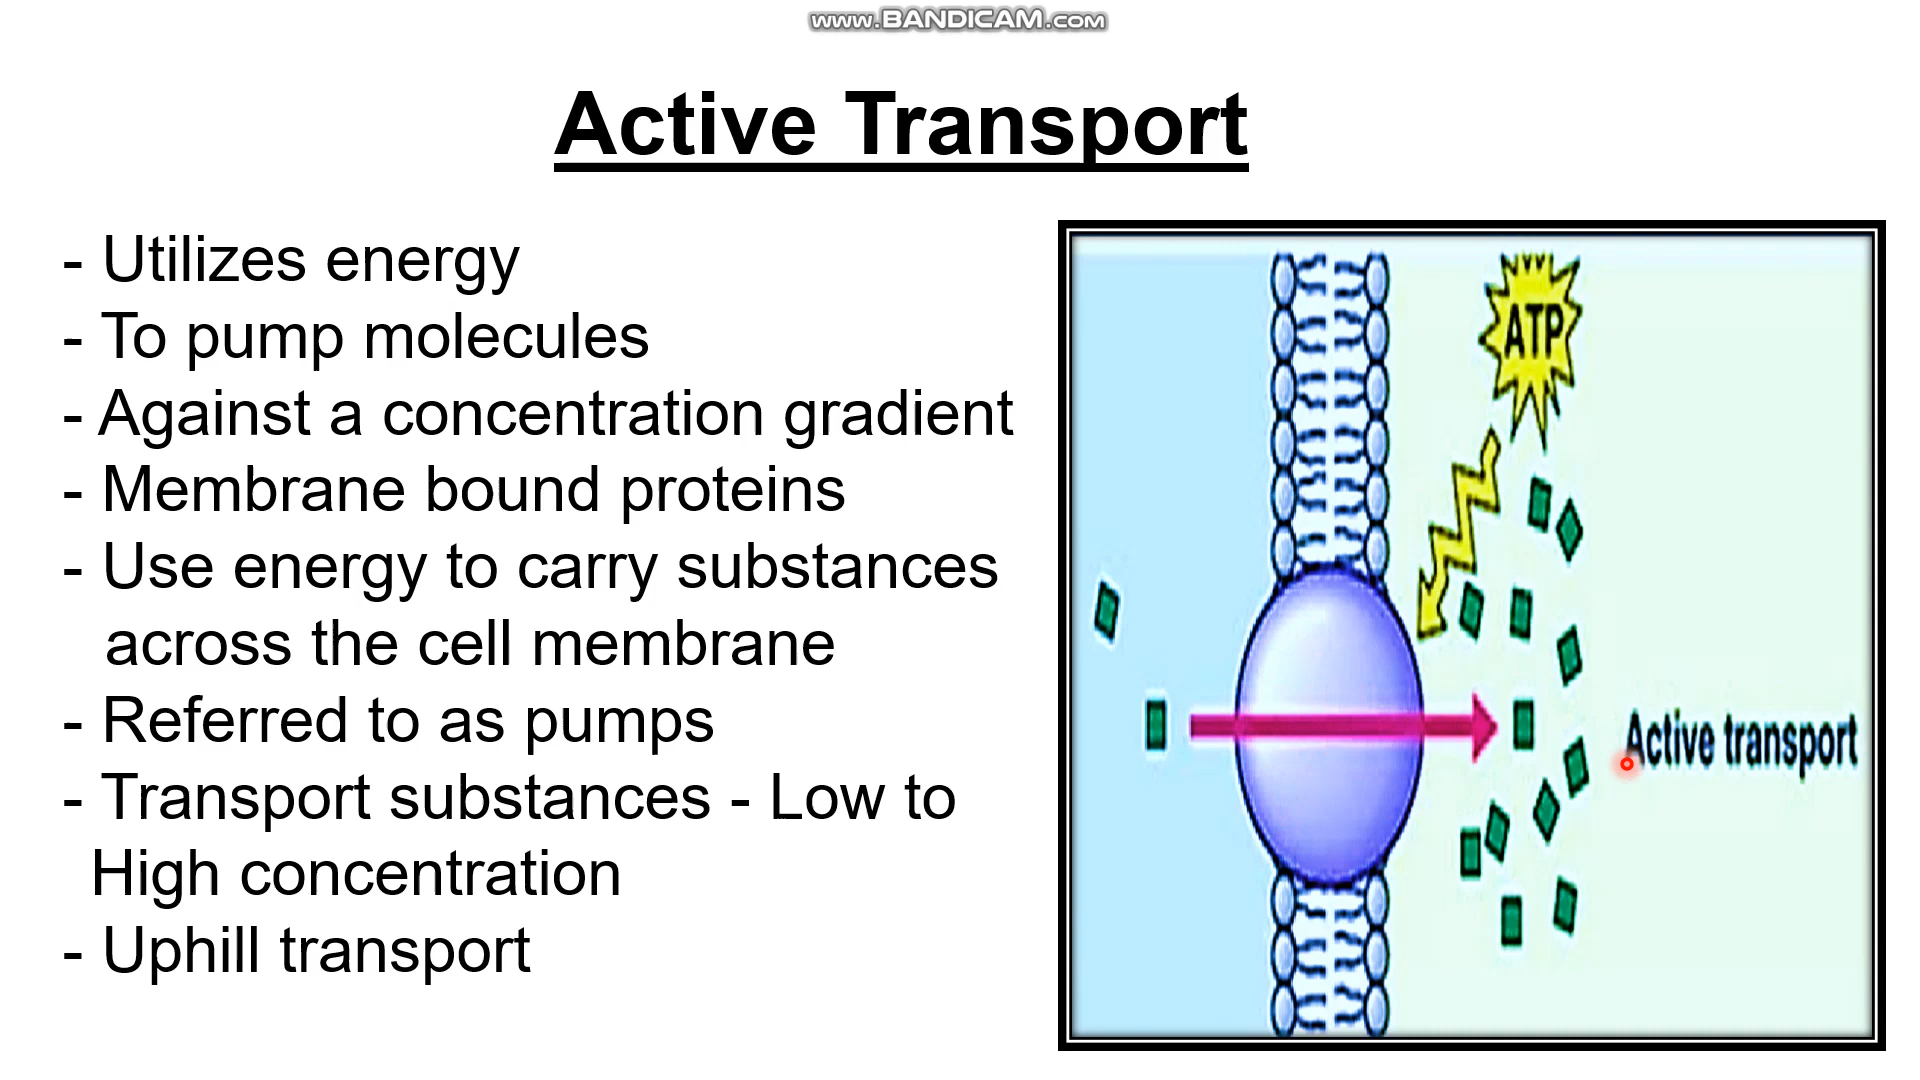 www.BANDICAM.com
Active Transport
- Utilizes energy
- To pump molecules
- Against a concentration gradient
- Membrane bound proteins
- Use energy to carry substances
across the cell membrane
- Referred to as pumps
- Transport substances - Low to
High concentration
- Uphill transport
ATP
Active transport